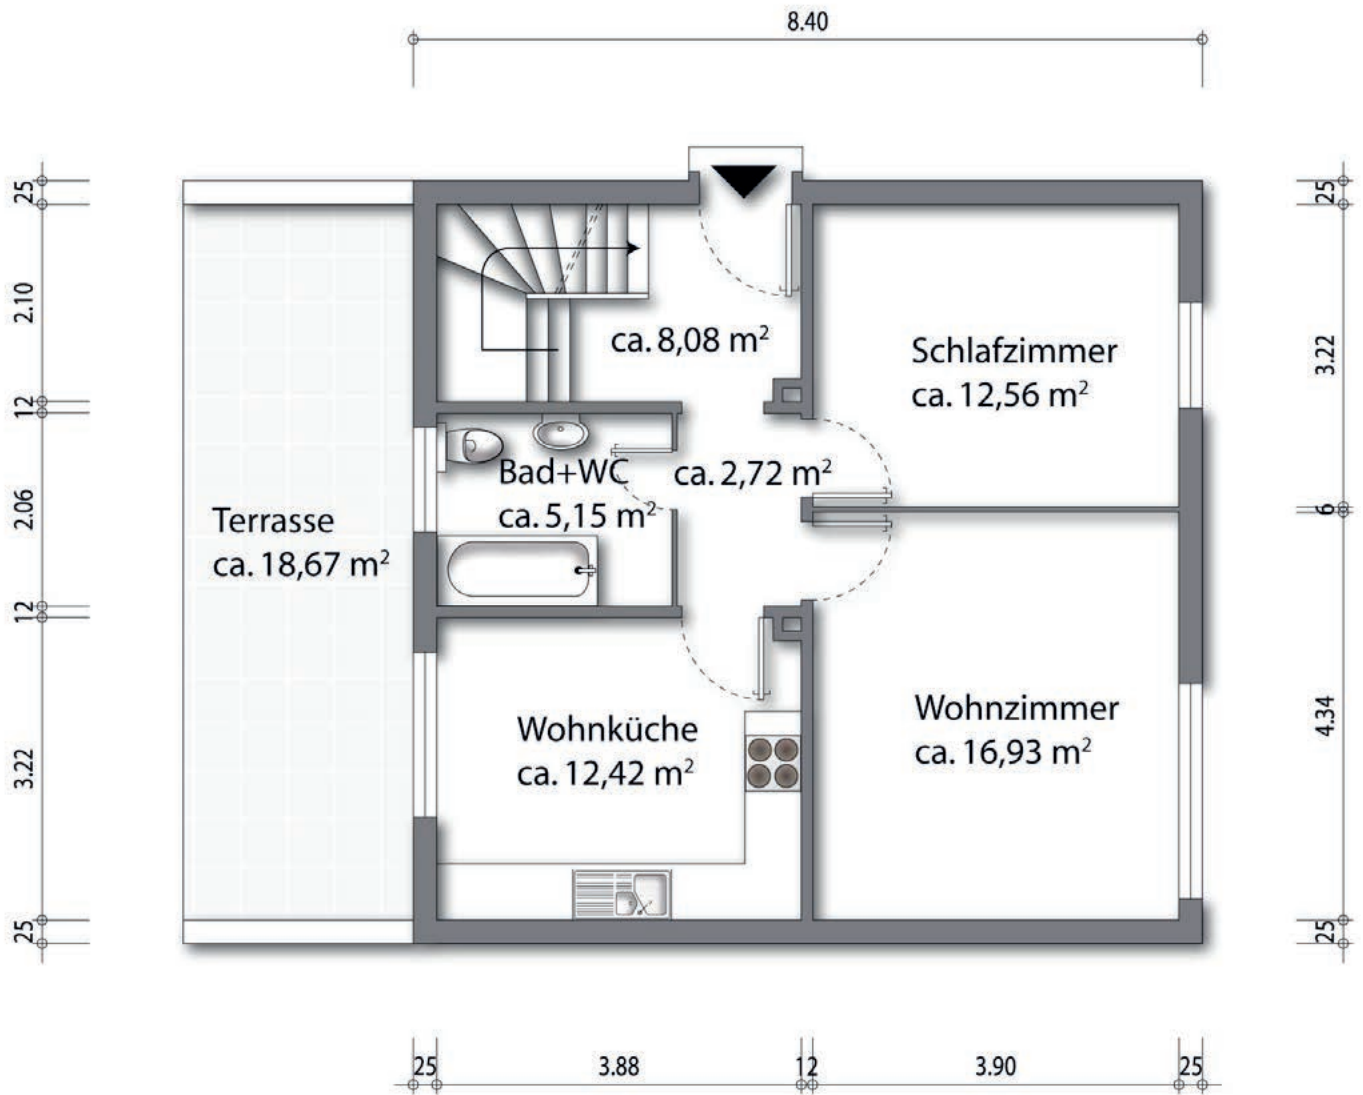 8.40
25
2.10
12
2.06
12
3.22
25
ca. 8,08 m²
Schlafzimmer
ca. 12,56 m²
Bad+WC
ca. 5,15 m²
ca. 2,72 m²
Terrasse
ca. 18,67 m²
Wohnküche
ca. 12,42 m²
Wohnzimmer
ca. 16,93 m²
25
3.22
6
4.34
25
25
3.88
12
3.90
25